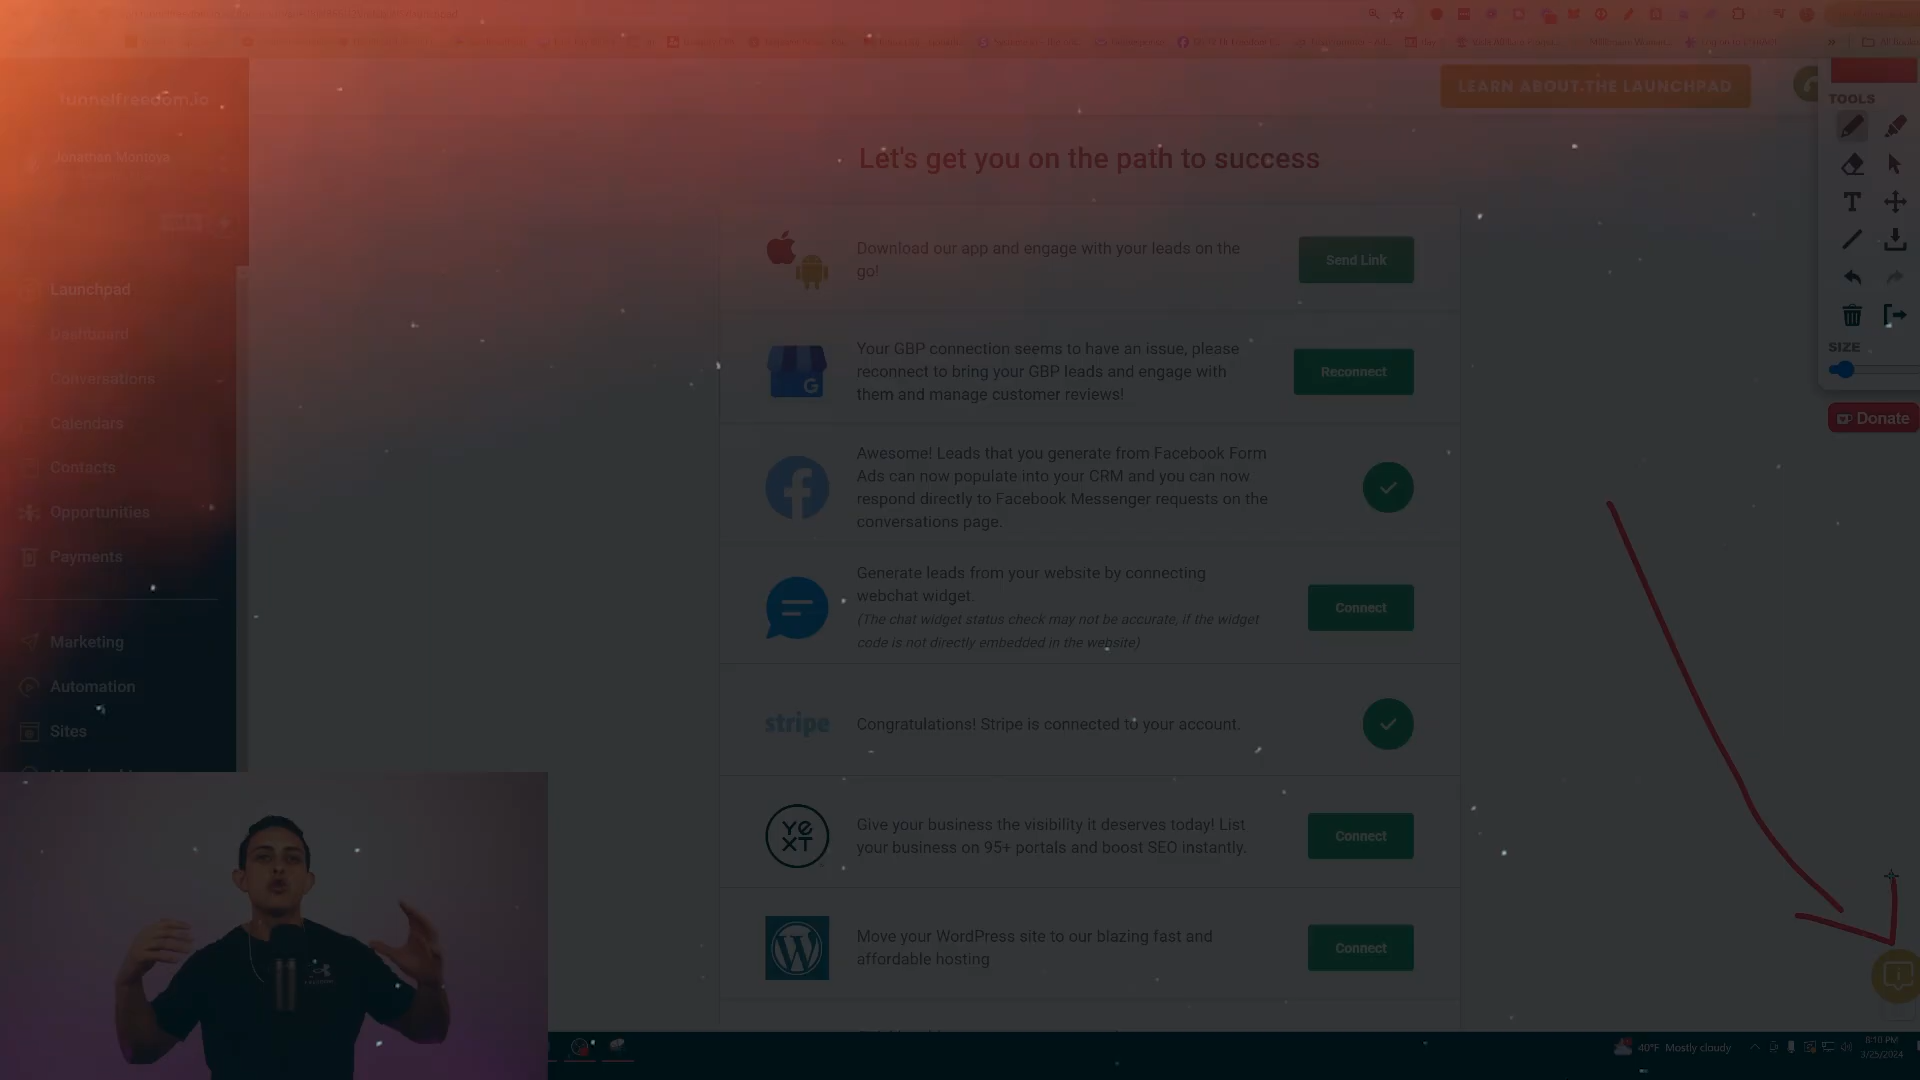 funnelfreedom.io
LEARN ABOUT THE LAUNCHPAD
TOOLS
Jonathan Montoya
Let's get you on the path to success
Download our app and engage with your leads on the
go!
Send Link
Launchpad
Dashboard
Conversations
Calendars
Contacts
Opportunities
Payments
Marketing
Automation
Sites
SIZE
Donate
Your GBP connection seems to have an issue, please
reconnect to bring your GBP leads and engage with
them and manage customer reviews!
Reconnect
Awesome! Leads that you generate from Facebook Form
Ads can now populate into your CRM and you can now
respond directly to Facebook Messenger requests on the
conversations page.
Generate leads from your website by connecting
webchat widget.
(The chat widget status check may not be accurate, if the widget
code is not directly embedded in the website)
Connect
stripe
Congratulations! Stripe is connected to your account.
YEXT
Give your business the visibility it deserves today! List
your business on 95+ portals and boost SEO instantly.
Connect
Move your WordPress site to our blazing fast and
affordable hosting
Connect
40°F Mostly cloudy
8:10 PM
3/25/2024